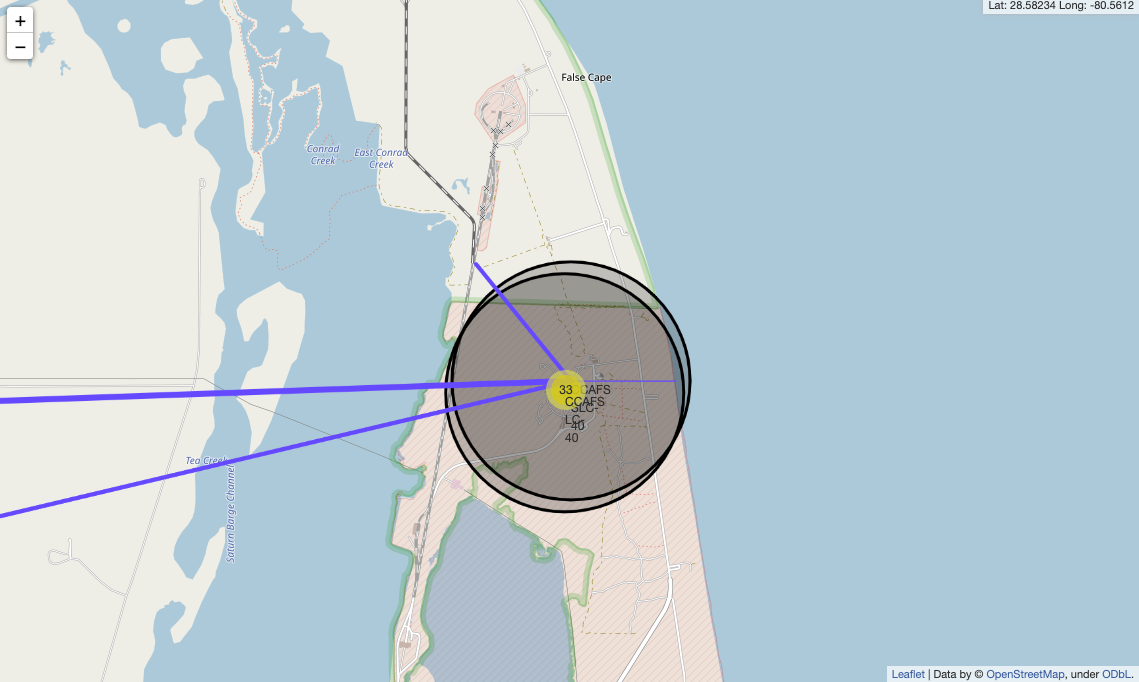 +
−
Lat: 28.58234 Long: -80.5612
False Cape
Conrad
Creek
East Conrad
Creek
33
CAFS
CCAFS
SLC-
LC-
40
40
Tea Creek
Saturn Barge Channel
Leaflet | Data by © OpenStreetMap, under ODbL.